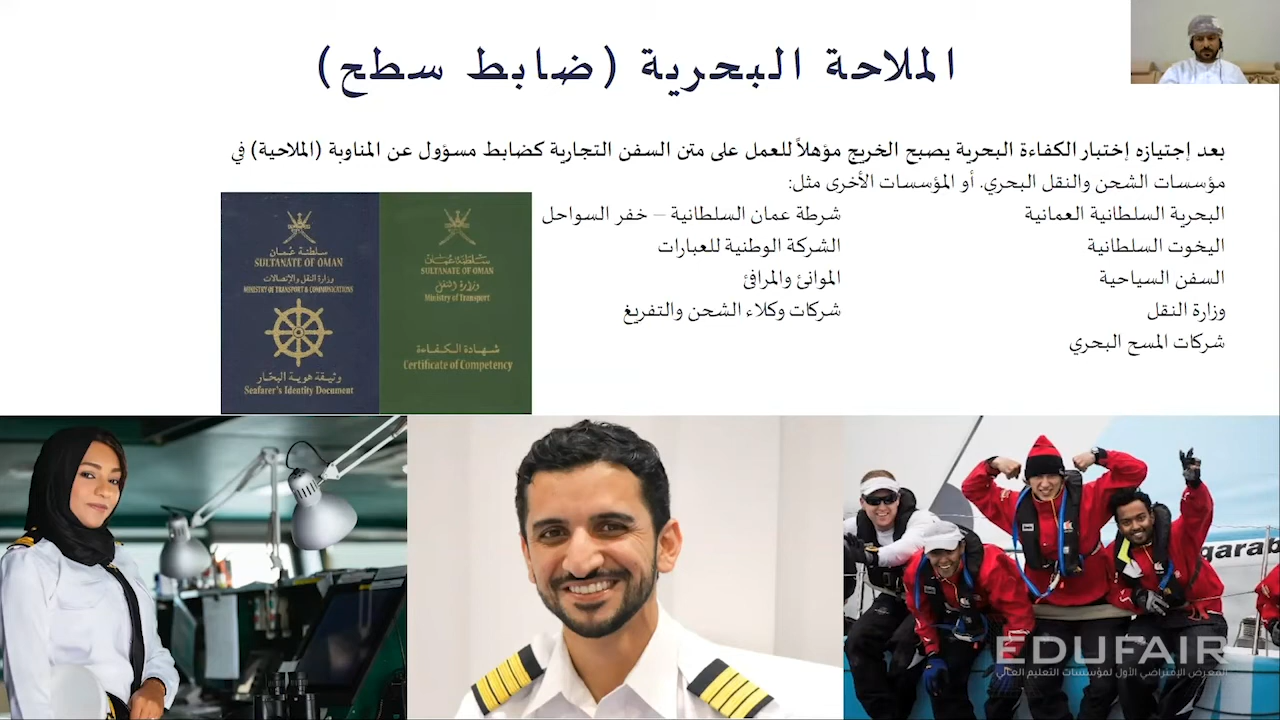 الملاحة البحرية (ضابط سطح)
بعد إجتيازه إختبار الكفاءة البحرية يصبح الخريج مؤهلاً للعمل على متن السفن التجارية كضابط مسؤول عن المناوبة (الملاحية) في
مؤسسات الشحن والنقل البحري. أو المؤسسات الأخرى مثل:
البحرية السلطانية العمانية
اليخوت السلطانية
السفن السياحية
وزارة النقل
شركات المسح البحري
شرطة عمان السلطانية – خفر السواحل
الشركة الوطنية للعبارات
الموانئ والمرافئ
شركات وكلاء الشحن والتفريغ
سلطنة عمان
SULTANATE OF OMAN
وزارة النقل والإتصالات
MINISTRY OF TRANSPORT & COMMUNICATIONS
وثيقة هوية البحار
Seafarer's Identity Document
سلطنة عمان
SULTANATE OF OMAN
وزارة النقل
Ministry of Transport
شهادة الكفاءة
Certificate of Competency
qarab
EDUFAIR
المعرض الإفتراضي الأول لمؤسسات التعليم العالي